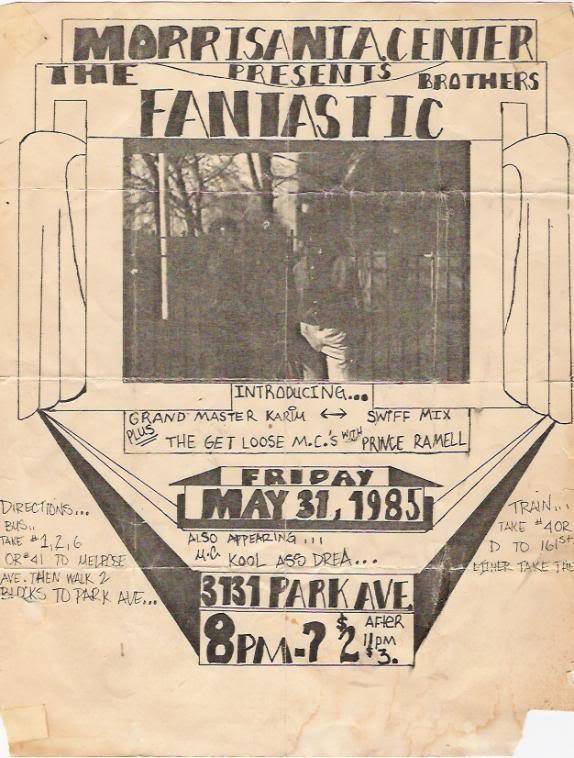 MORRISANIA CENTER
PRESENTS
THE BROTHERS
FANTASTIC
INTRODUCING...
GRAND MASTER KARIM ↔ SWIFF MIX
PLUS THE GET LOOSE M.C.'s WITH PRINCE RAMELL
FRIDAY
MAY 31, 1985
ALSO APPEARING...
M.C. KOOL ASS DREA...
3131 PARK AVE.
8PM-? $2 AFTER 11PM $3.
DIRECTIONS...
BUS..
TAKE #1,2,6
OR #41 TO MELROSE
AVE. THEN WALK 2
BLOCKS TO PARK AVE...
TRAIN...
TAKE #4 OR
D TO 161ST
EITHER TAKE THE